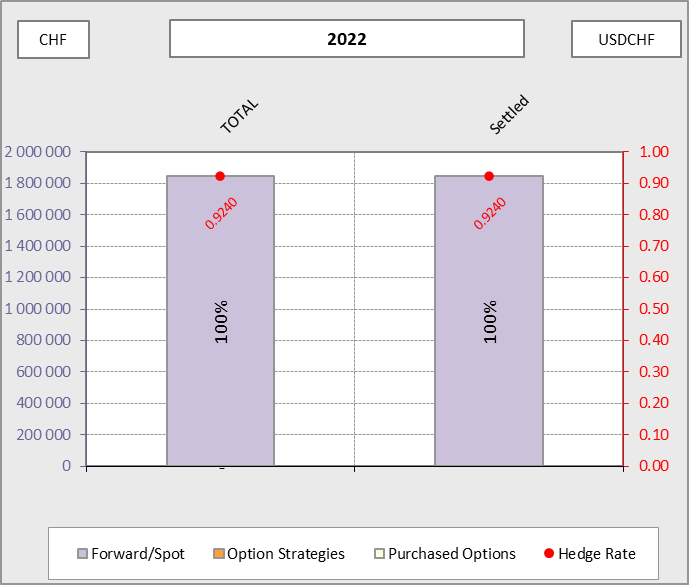 CHF
2022
USDCHF
TOTAL
Settled
2 000 000
1 800 000
1 600 000
1 400 000
1 200 000
1 000 000
800 000
600 000
400 000
200 000
0
0.9240
100%
-
0.9240
100%
1.00
0.90
0.80
0.70
0.60
0.50
0.40
0.30
0.20
0.10
0.00
Forward/Spot Option Strategies Purchased Options Hedge Rate